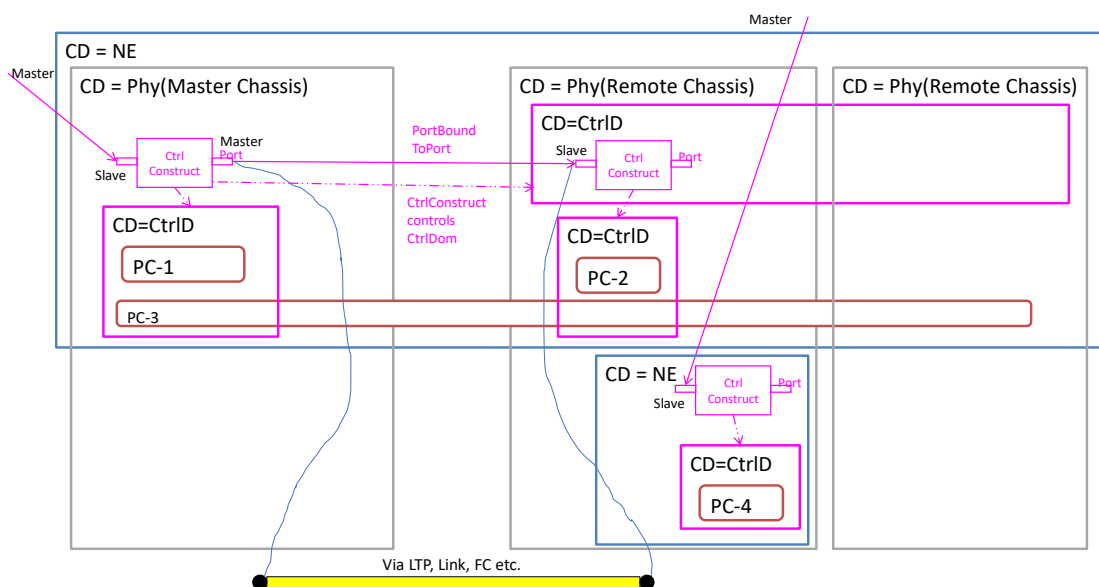 Master
CD = NE
Master
CD = Phy(Master Chassis)
CD = Phy(Remote Chassis)
CD = Phy(Remote Chassis)
CD=CtrlD
Master
PortBound
ToPort
Ctrl
Construct
Port
Slave
Slave
Ctrl
Construct
Port
CtrlConstruct
controls
CtrlDom
CD=CtrlD
CD=CtrlD
PC-1
PC-2
PC-3
CD = NE
Ctrl
Construct
Port
Slave
CD=CtrlD
PC-4
Via LTP, Link, FC etc.